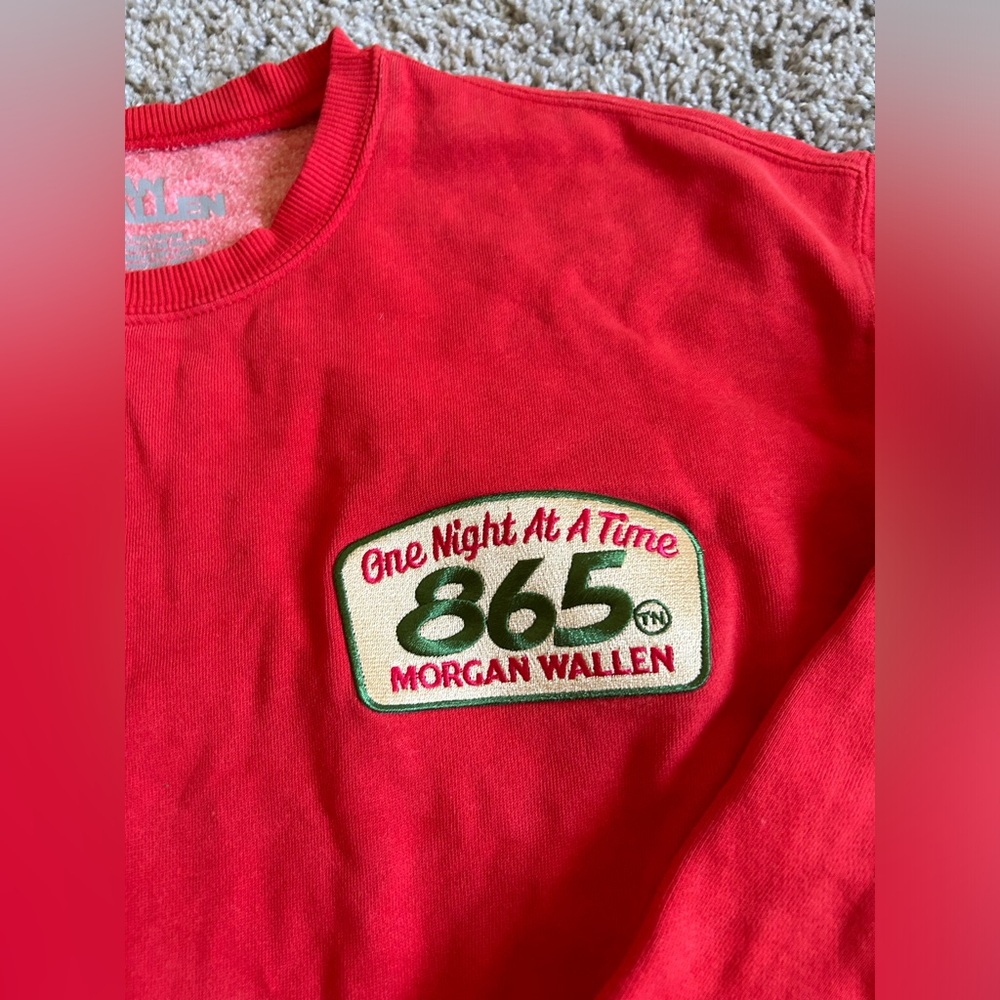 One Night At A Time
865
TN
MORGAN WALLEN